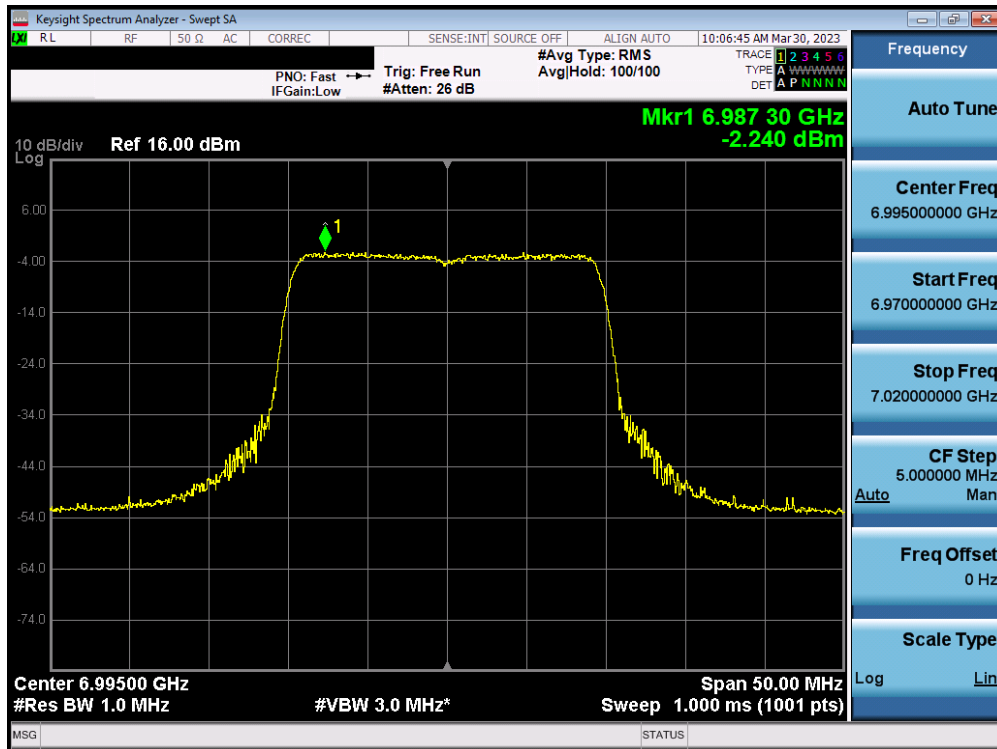 Keysight Spectrum Analyzer - Swept SA
LXI RL RF 50 Ω AC CORREC SENSE:INT SOURCE OFF ALIGN AUTO 10:06:45 AM Mar 30, 2023
PNO: Fast
IFGain:Low
Trig: Free Run
#Atten: 26 dB
#Avg Type: RMS
Avg|Hold: 100/100
TRACE 1 2 3 4 5 6
TYPE A WWWWW
DET A P N N N N
Mkr1 6.987 30 GHz
-2.240 dBm
10 dB/div Ref 16.00 dBm
Log
1
6.00
-4.00
-14.0
-24.0
-34.0
-44.0
-54.0
-64.0
-74.0
Center 6.99500 GHz Span 50.00 MHz
#Res BW 1.0 MHz #VBW 3.0 MHz* Sweep 1.000 ms (1001 pts)
MSG STATUS
Frequency
Auto Tune
Center Freq
6.995000000 GHz
Start Freq
6.970000000 GHz
Stop Freq
7.020000000 GHz
CF Step
5.000000 MHz
Auto Man
Freq Offset
0 Hz
Scale Type
Log Lin